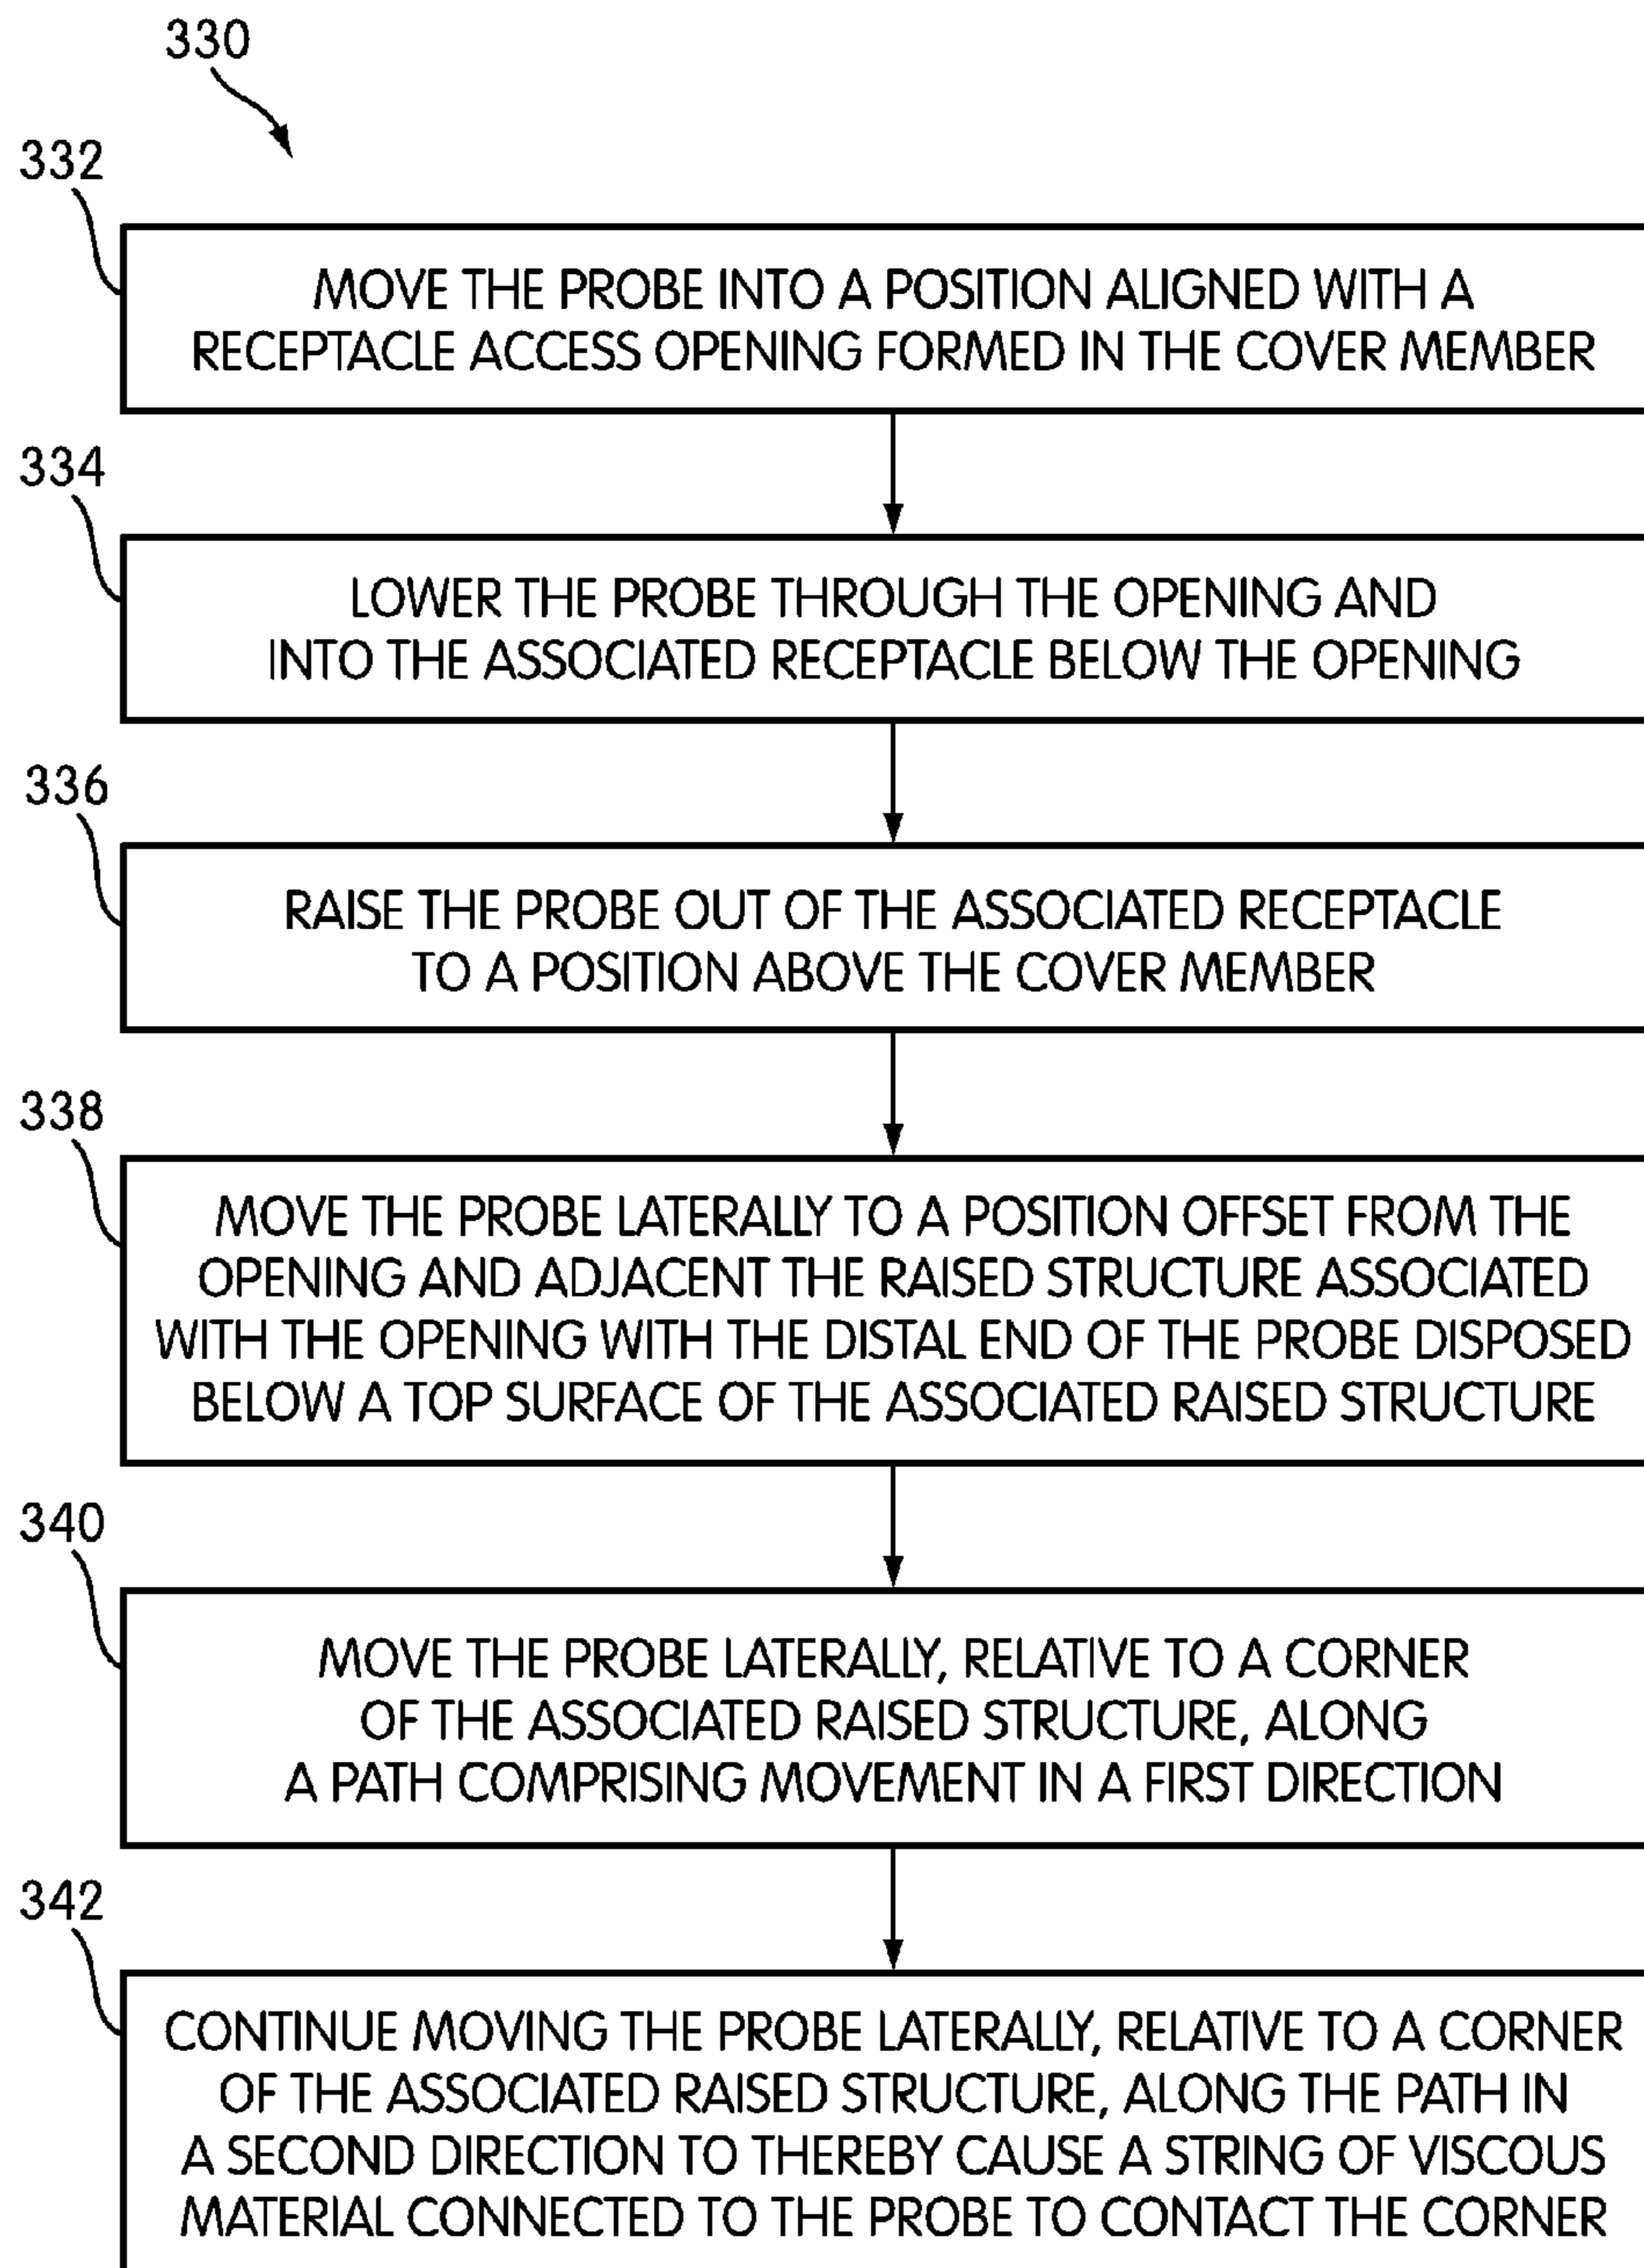 330
332
MOVE THE PROBE INTO A POSITION ALIGNED WITH A
RECEPTACLE ACCESS OPENING FORMED IN THE COVER MEMBER
334
LOWER THE PROBE THROUGH THE OPENING AND
INTO THE ASSOCIATED RECEPTACLE BELOW THE OPENING
336
RAISE THE PROBE OUT OF THE ASSOCIATED RECEPTACLE
TO A POSITION ABOVE THE COVER MEMBER
338
MOVE THE PROBE LATERALLY TO A POSITION OFFSET FROM THE
OPENING AND ADJACENT THE RAISED STRUCTURE ASSOCIATED
WITH THE OPENING WITH THE DISTAL END OF THE PROBE DISPOSED
BELOW A TOP SURFACE OF THE ASSOCIATED RAISED STRUCTURE
340
MOVE THE PROBE LATERALLY, RELATIVE TO A CORNER
OF THE ASSOCIATED RAISED STRUCTURE, ALONG
A PATH COMPRISING MOVEMENT IN A FIRST DIRECTION
342
CONTINUE MOVING THE PROBE LATERALLY, RELATIVE TO A CORNER
OF THE ASSOCIATED RAISED STRUCTURE, ALONG THE PATH IN
A SECOND DIRECTION TO THEREBY CAUSE A STRING OF VISCOUS
MATERIAL CONNECTED TO THE PROBE TO CONTACT THE CORNER